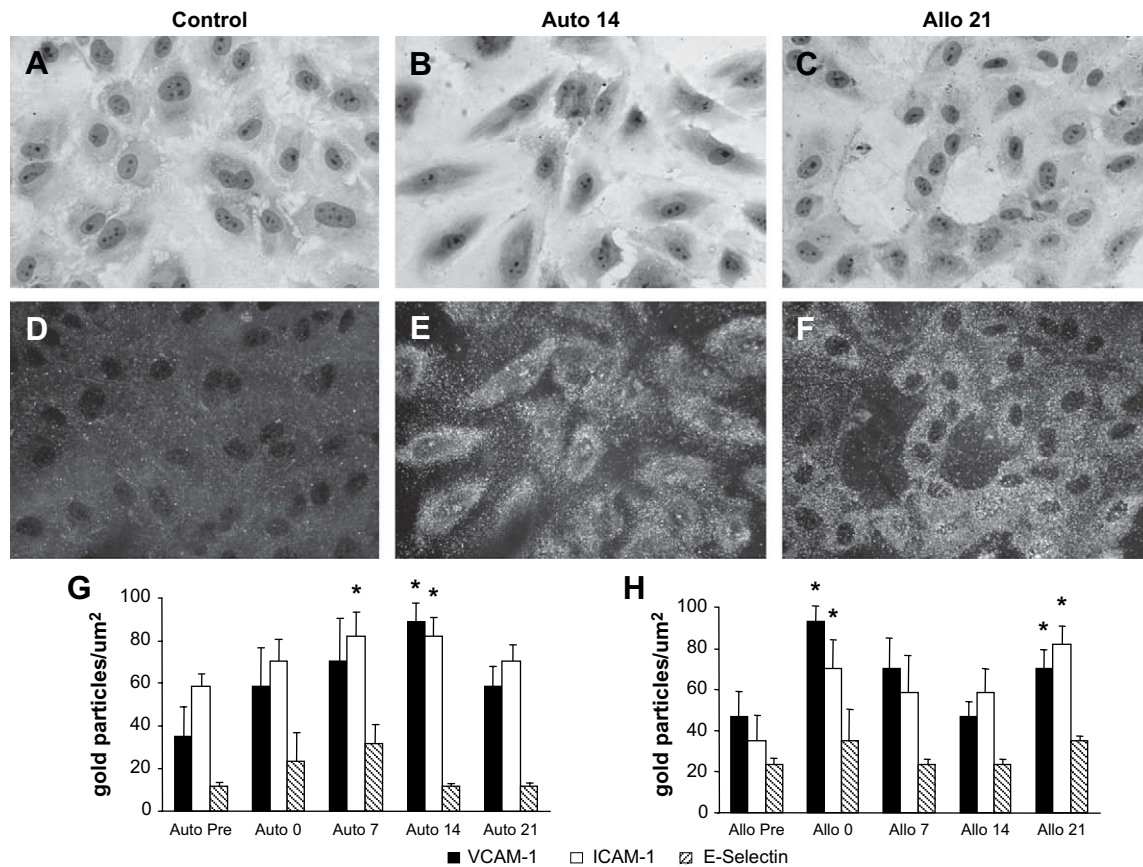 Control Auto 14 Allo 21
A B C
D E F
G H
gold particles/um²
100
80
60
40
20
0
* * *
Auto Pre Auto 0 Auto 7 Auto 14 Auto 21
gold particles/um²
100
80
60
40
20
0
* * * *
Allo Pre Allo 0 Allo 7 Allo 14 Allo 21
VCAM-1 ICAM-1 E-Selectin